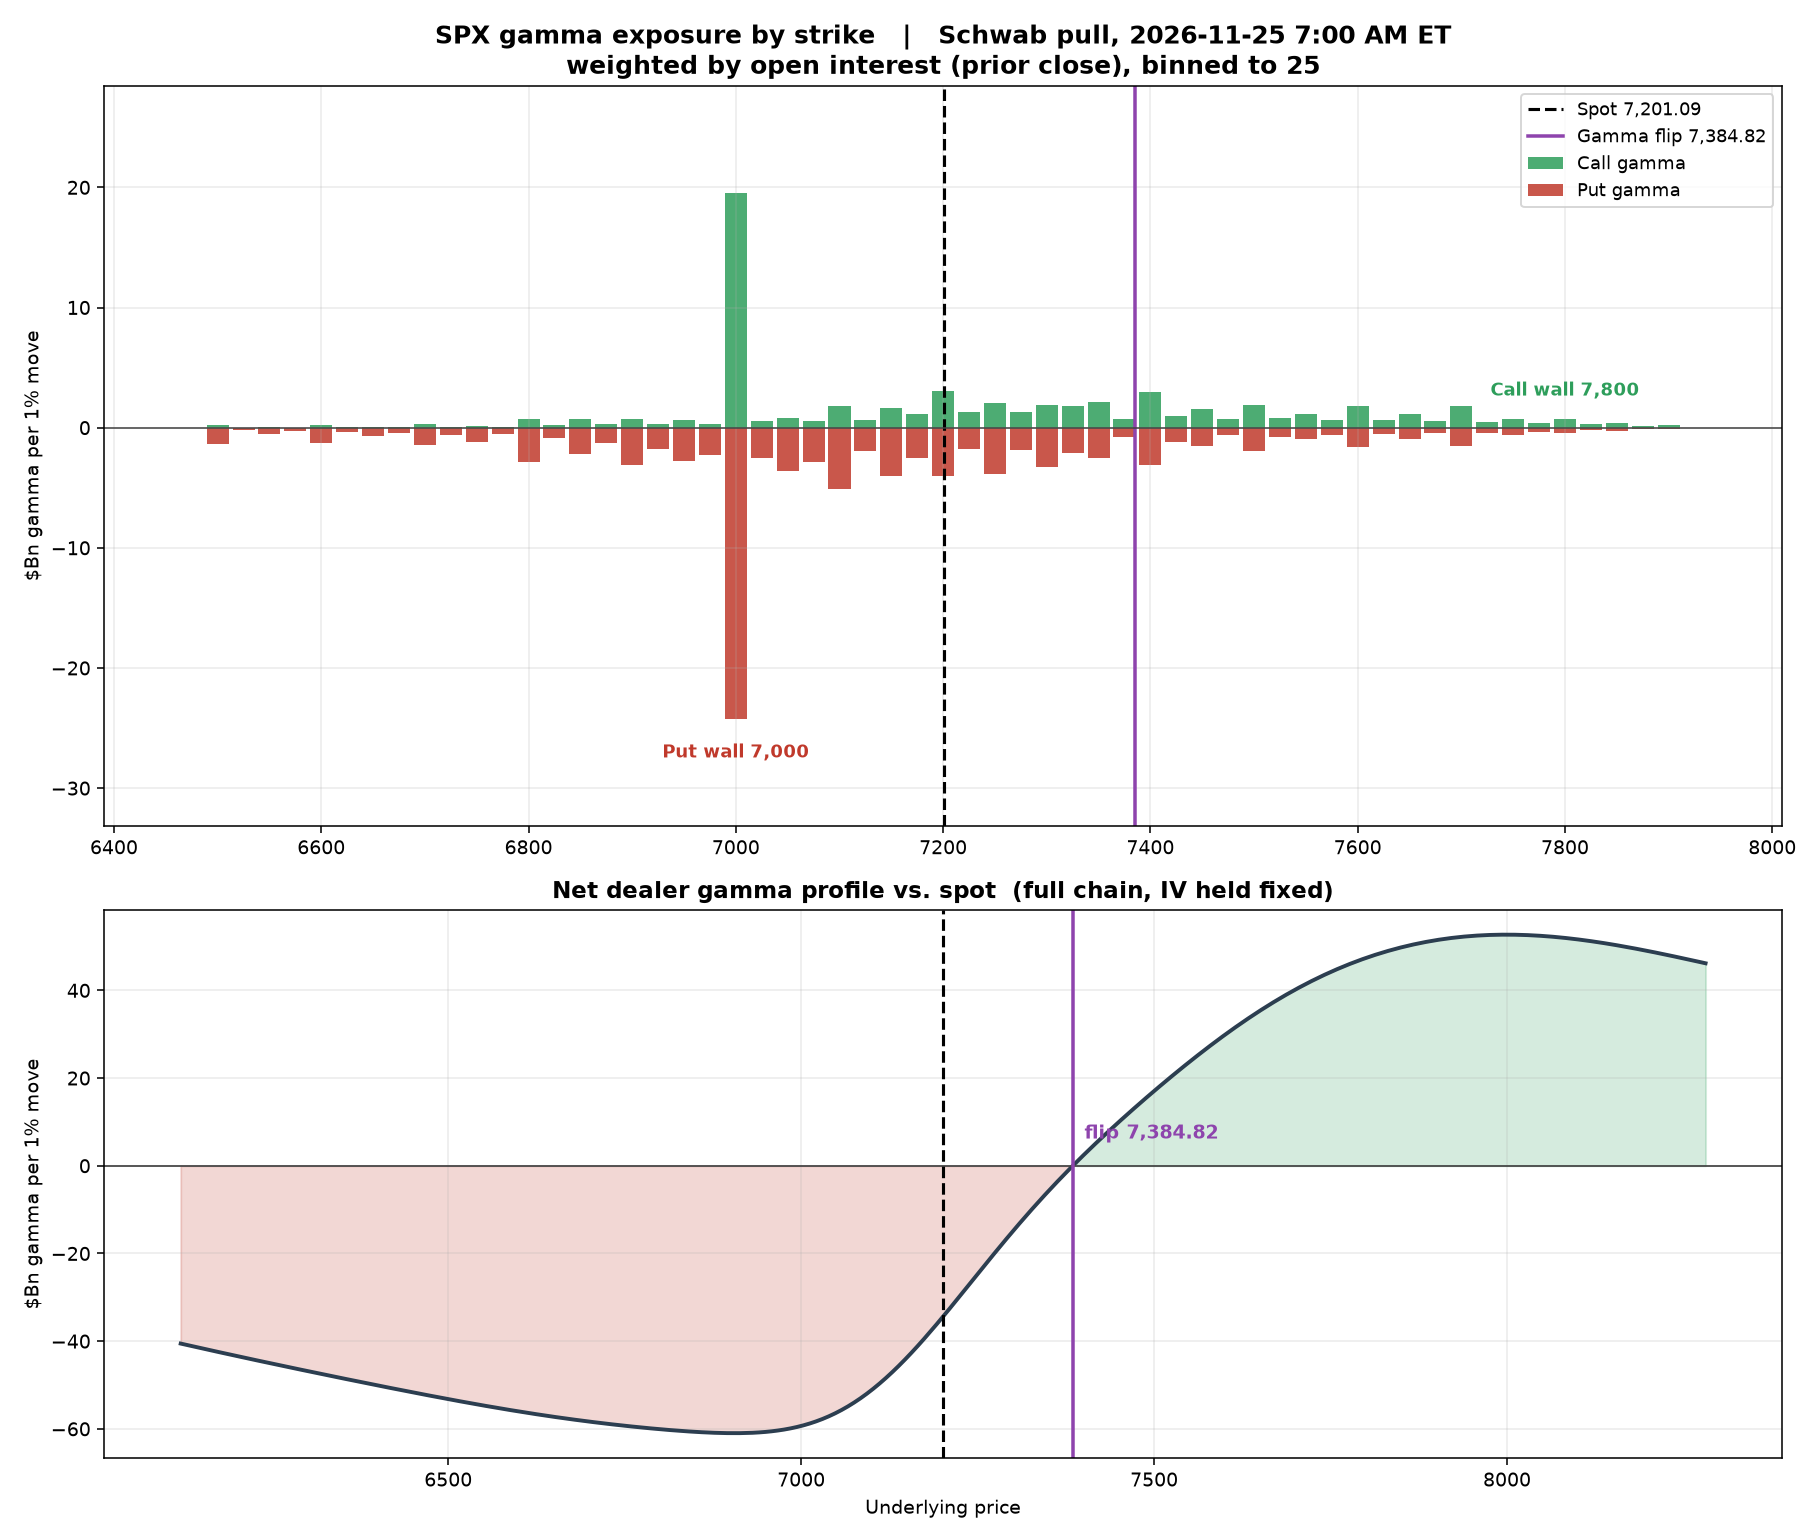 SPX gamma exposure by strike | Schwab pull, 2026-11-25 7:00 AM ET
weighted by open interest (prior close), binned to 25
Spot 7,201.09
Gamma flip 7,384.82
Call gamma
Put gamma
$Bn gamma per 1% move
20
10
0
−10
−20
−30
Call wall 7,800
Put wall 7,000
6400 6600 6800 7000 7200 7400 7600 7800 8000
Net dealer gamma profile vs. spot (full chain, IV held fixed)
$Bn gamma per 1% move
40
20
0
−20
−40
−60
flip 7,384.82
6500 7000 7500 8000
Underlying price